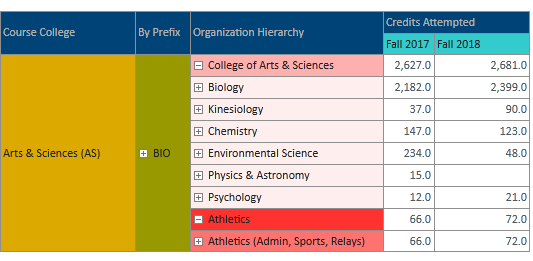 Course College By Prefix Organization Hierarchy Credits Attempted
Fall 2017 Fall 2018
College of Arts & Sciences 2,627.0 2,681.0
Biology 2,182.0 2,399.0
Kinesiology 37.0 90.0
Chemistry 147.0 123.0
Arts & Sciences (AS) BIO Environmental Science 234.0 48.0
Physics & Astronomy 15.0
Psychology 12.0 21.0
Athletics 66.0 72.0
Athletics (Admin, Sports, Relays) 66.0 72.0